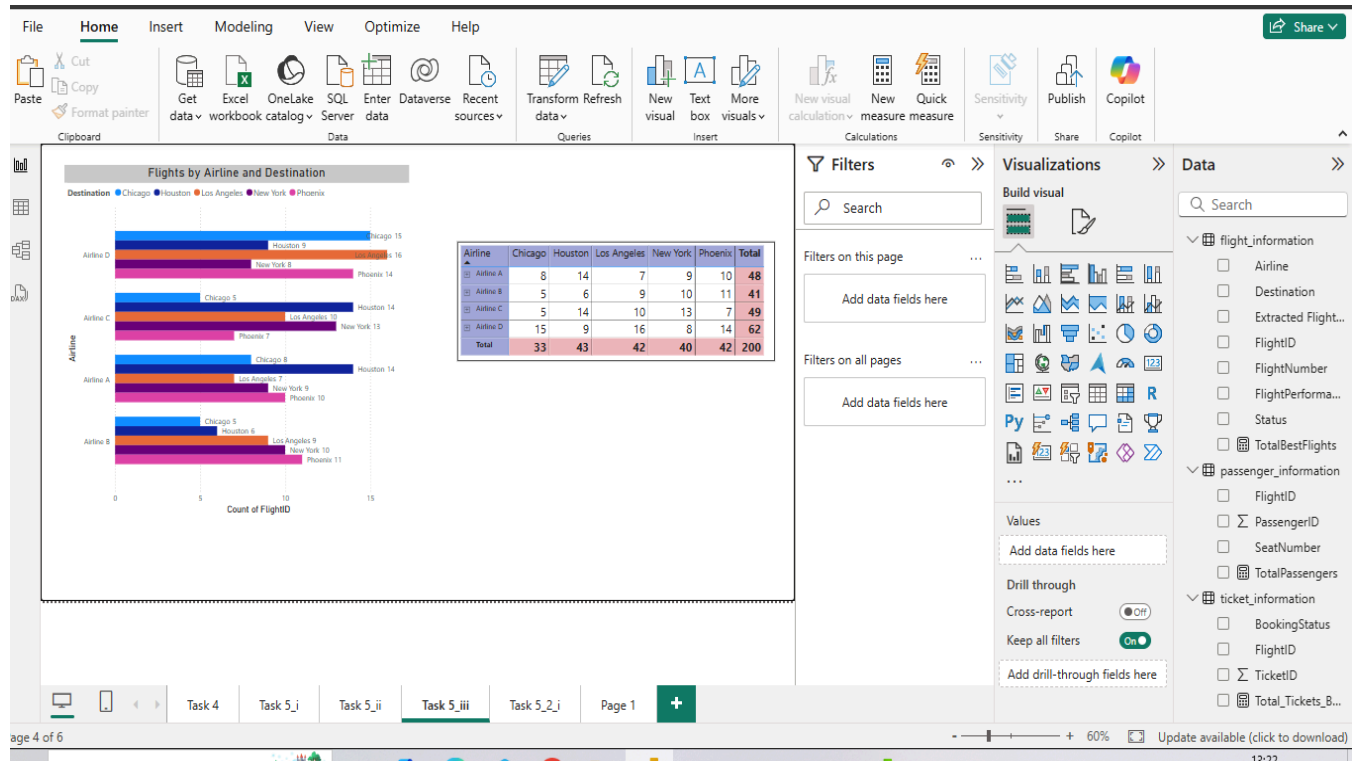 File Home Insert Modeling View Optimize Help Share
Paste Cut Copy Format painter
Get data Excel workbook OneLake catalog SQL Server Enter data Dataverse Recent sources Transform data Refresh New visual Text box More visuals New visual calculation New measure Quick measure Sensitivity Publish Copilot
Clipboard Data Queries Insert Calculations Sensitivity Share Copilot
Flights by Airline and Destination
Destination Chicago Houston Los Angeles New York Phoenix
Airline
Airline D
Chicago 15
Houston 9
Los Angeles 16
New York 8
Phoenix 14
Airline C
Chicago 5
Houston 14
Los Angeles 10
New York 13
Phoenix 7
Airline A
Chicago 8
Houston 14
Los Angeles 7
New York 9
Phoenix 10
Airline B
Chicago 5
Houston 6
Los Angeles 9
New York 10
Phoenix 11
0 5 10 15
Count of FlightID
Airline Chicago Houston Los Angeles New York Phoenix Total
Airline A 8 14 7 9 10 48
Airline B 5 6 9 10 11 41
Airline C 5 14 10 13 7 49
Airline D 15 9 16 8 14 62
Total 33 43 42 40 42 200
Filters
Search
Filters on this page ...
Add data fields here
Filters on all pages ...
Add data fields here
Visualizations
Build visual
123
R
Py
...
Values
Add data fields here
Drill through
Cross-report Off
Keep all filters On
Add drill-through fields here
Data
Search
flight_information
Airline
Destination
Extracted Flight...
FlightID
FlightNumber
FlightPerforma...
Status
TotalBestFlights
passenger_information
FlightID
Σ PassengerID
SeatNumber
TotalPassengers
ticket_information
BookingStatus
FlightID
Σ TicketID
Total_Tickets_B...
Task 4 Task 5_i Task 5_ii Task 5_iii Task 5_2_i Page 1 +
age 4 of 6 - + 60% Update available (click to download)